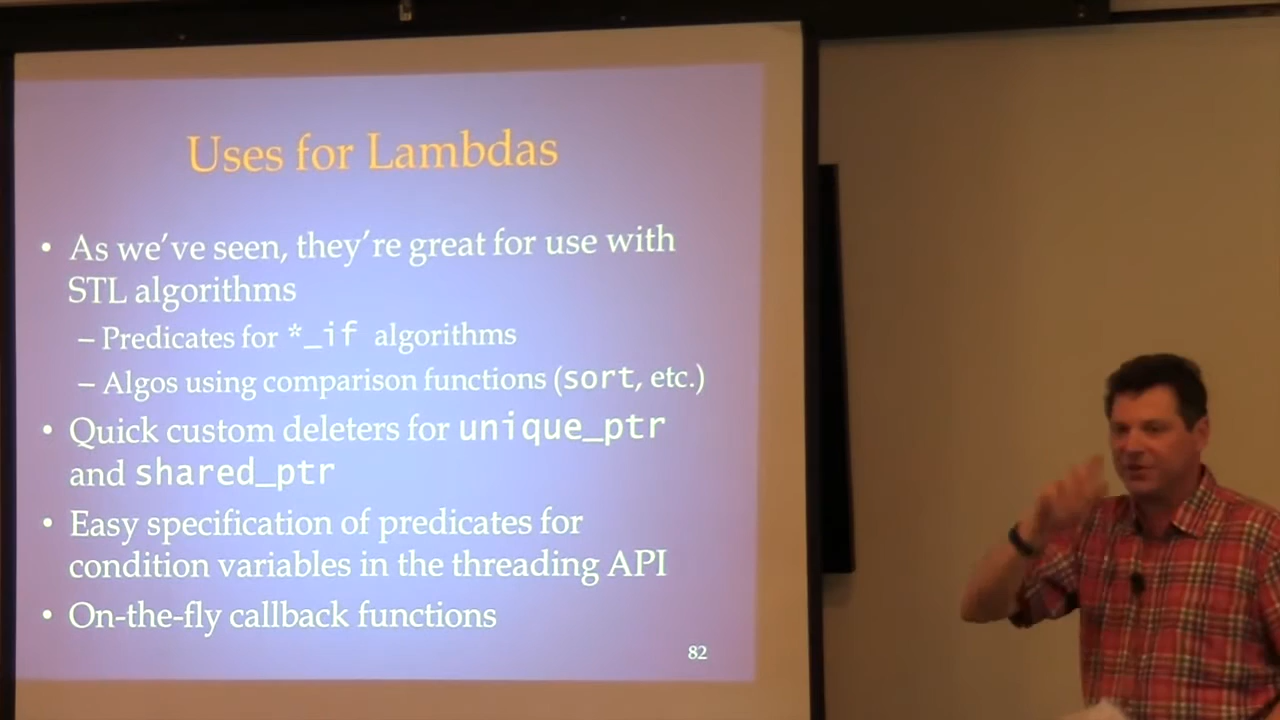 Uses for Lambdas
• As we've seen, they're great for use with
STL algorithms
– Predicates for *_if algorithms
– Algos using comparison functions (sort, etc.)
• Quick custom deleters for unique_ptr
and shared_ptr
• Easy specification of predicates for
condition variables in the threading API
• On-the-fly callback functions
82